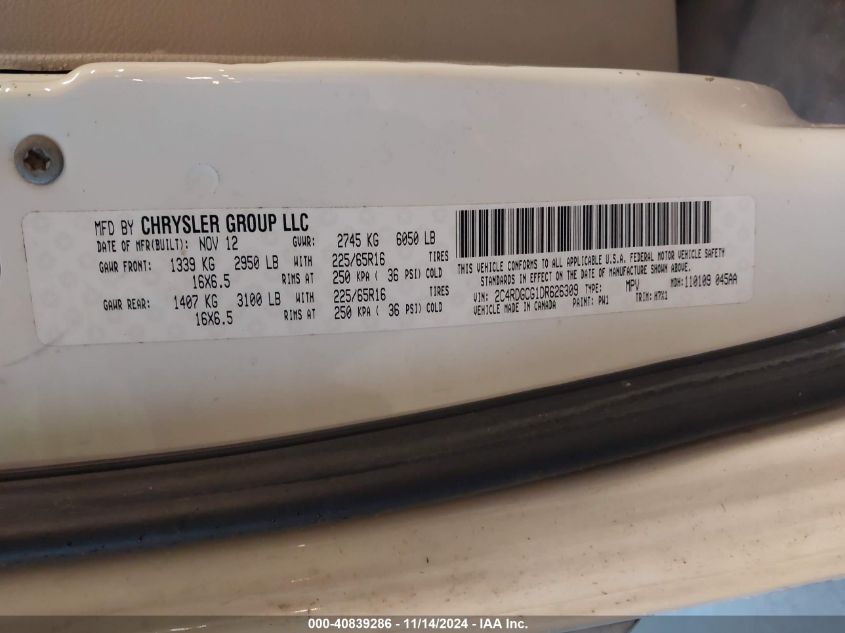 MFD BY CHRYSLER GROUP LLC
DATE OF MFR(BUILT): NOV 12 GVWR: 2745 KG 6050 LB
GAWR FRONT: 1339 KG 2950 LB WITH 225/65R16 TIRES
16X6.5 RIMS AT 250 KPA ( 36 PSI) COLD
GAWR REAR: 1407 KG 3100 LB WITH 225/65R16 TIRES
16X6.5 RIMS AT 250 KPA ( 36 PSI) COLD
THIS VEHICLE CONFORMS TO ALL APPLICABLE U.S.A. FEDERAL MOTOR VEHICLE SAFETY
STANDARDS IN EFFECT ON THE DATE OF MANUFACTURE SHOWN ABOVE.
VIN: 2C4RDGCG1DR626309 TYPE: MPV MDH: 110109 045AA
VEHICLE MADE IN CANADA PAINT: PW1 TRIM: H7X1
000-40839286 - 11/14/2024 - IAA Inc.